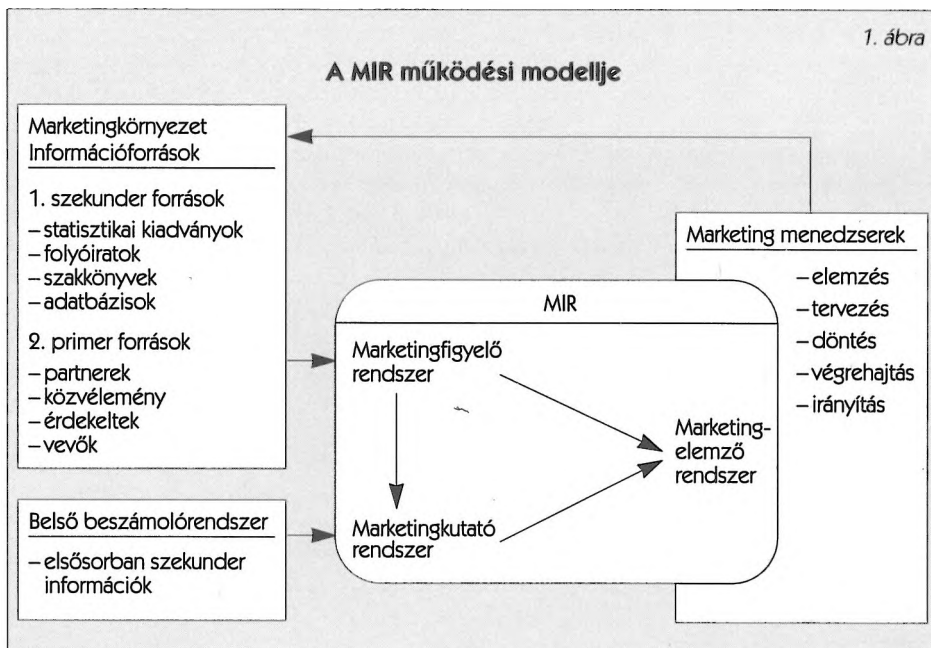 1. ábra
A MIR működési modellje
Marketingkörnyezet
Információforrások
1. szekunder források
– statisztikai kiadványok
– folyóiratok
– szakkönyvek
– adatbázisok
2. primer források
– partnerek
– közvélemény
– érdekeltek
– vevők
Belső beszámolórendszer
– elsősorban szekunder
információk
MIR
Marketingfigyelő
rendszer
Marketingkutató
rendszer
Marketing-
elemző
rendszer
Marketing menedzserek
– elemzés
– tervezés
– döntés
– végrehajtás
– irányítás